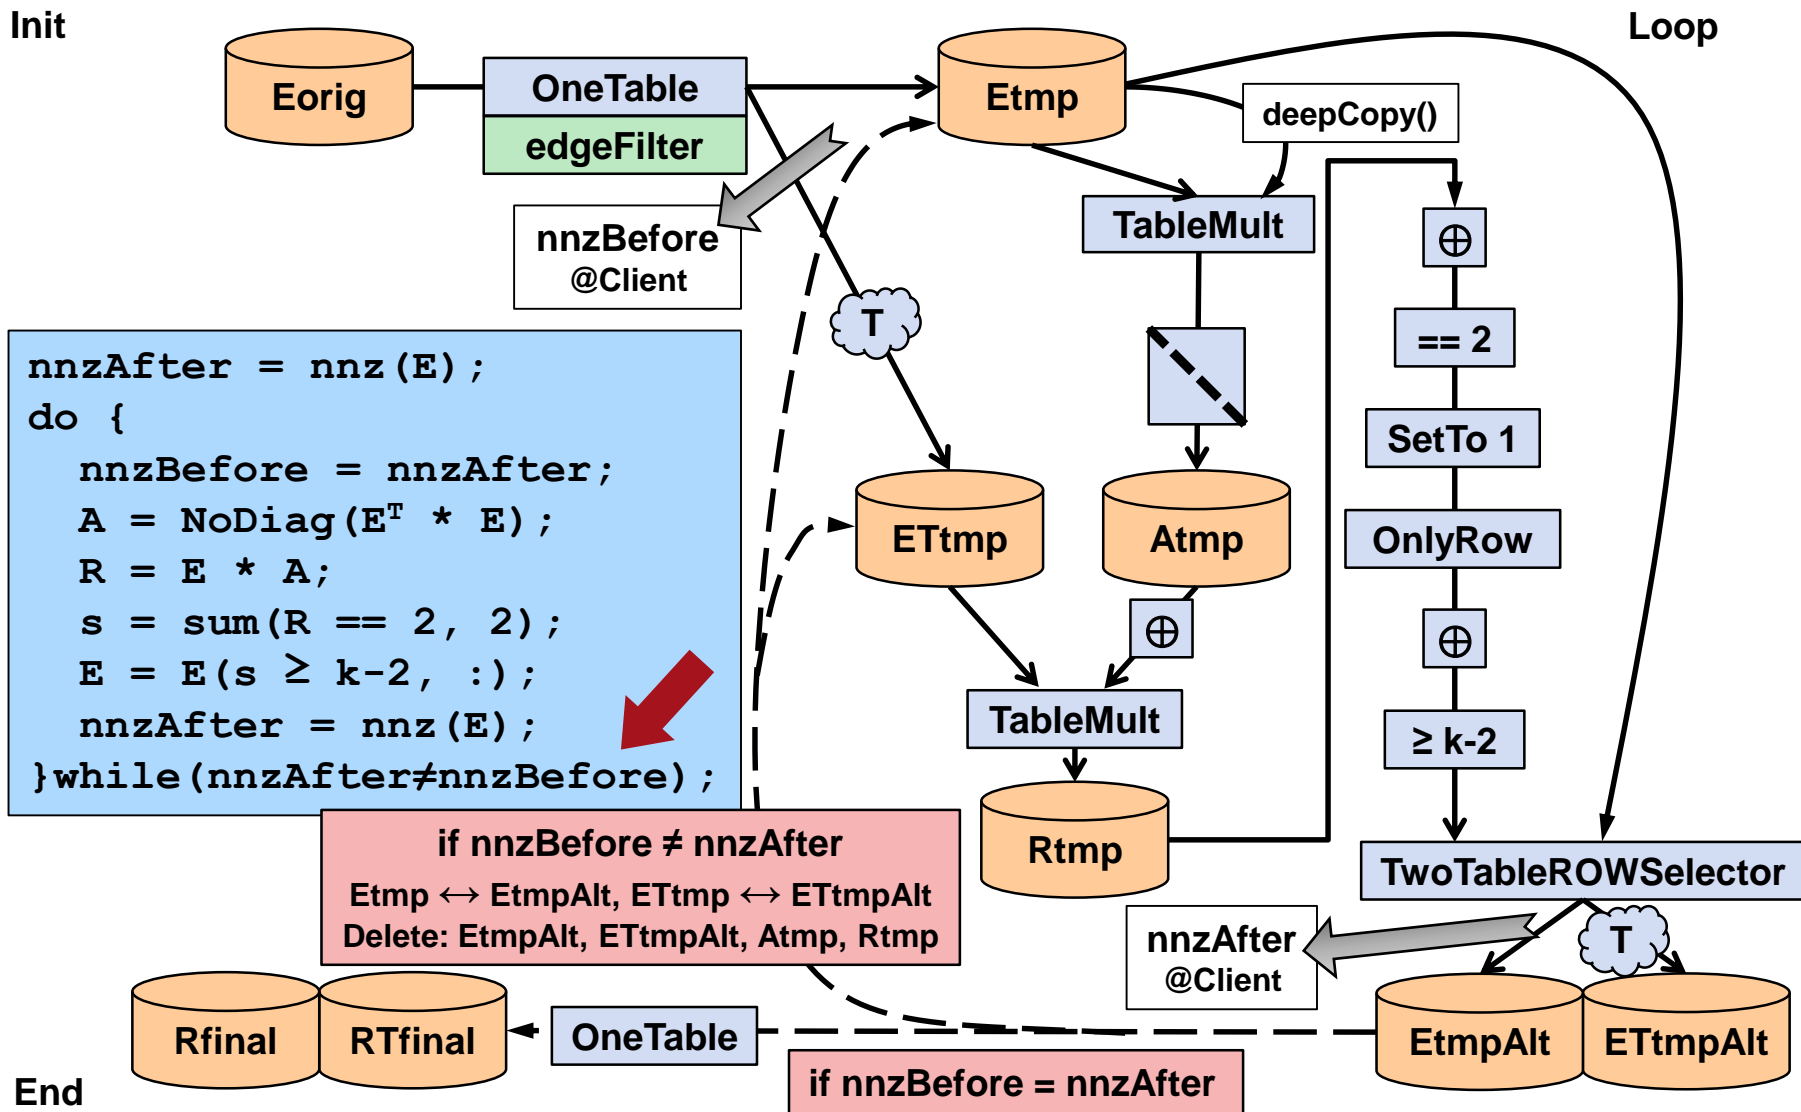 Init
Loop
Eorig
OneTable
edgeFilter
Etmp
deepCopy()
nnzBefore
@Client
T
TableMult
⊕
== 2
SetTo 1
OnlyRow
⊕
≥ k-2
nnzAfter = nnz(E);
do {
nnzBefore = nnzAfter;
A = NoDiag(Eᵀ * E);
R = E * A;
s = sum(R == 2, 2);
E = E(s ≥ k-2, :);
nnzAfter = nnz(E);
}while(nnzAfter≠nnzBefore);
ETtmp
Atmp
⊕
TableMult
Rtmp
TwoTableROWSelector
if nnzBefore ≠ nnzAfter
Etmp ↔ EtmpAlt, ETtmp ↔ ETtmpAlt
Delete: EtmpAlt, ETtmpAlt, Atmp, Rtmp
nnzAfter
@Client
T
EtmpAlt
ETtmpAlt
Rfinal
RTfinal
OneTable
if nnzBefore = nnzAfter
End